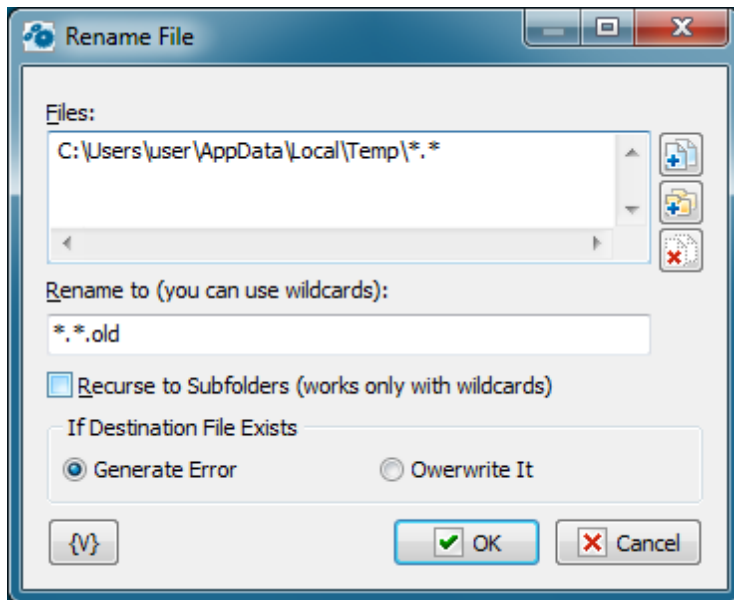 Rename File
Files:
C:\Users\user\AppData\Local\Temp\*.*
Rename to (you can use wildcards):
*.*.old
Recurse to Subfolders (works only with wildcards)
If Destination File Exists
Generate Error
Owerwrite It
{V}
OK
Cancel